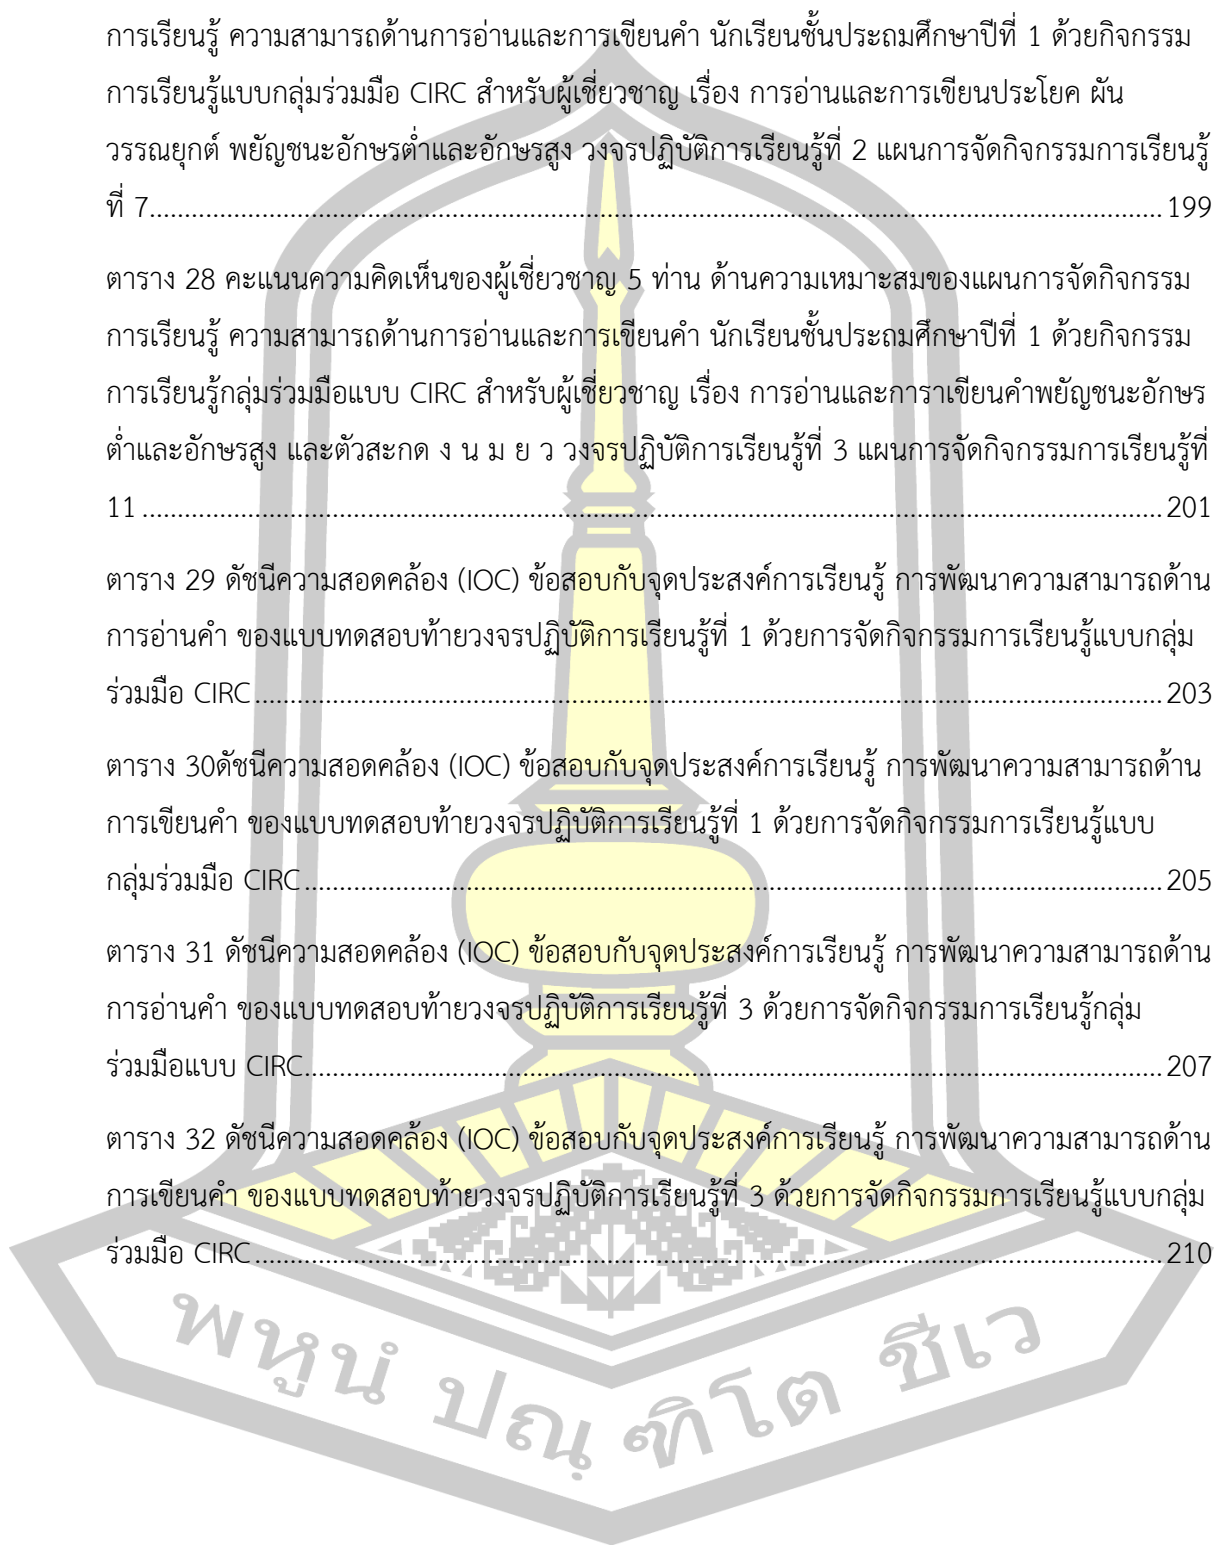 การเรียนรู้ ความสามารถด้านการอ่านและการเขียนคำ นักเรียนชั้นประถมศึกษาปีที่ 1 ด้วยกิจกรรม
การเรียนรู้แบบกลุ่มร่วมมือ CIRC สำหรับผู้เชี่ยวชาญ เรื่อง การอ่านและการเขียนประโยค ผัน
วรรณยุกต์ พยัญชนะอักษรต่ำและอักษรสูง วงจรปฏิบัติการเรียนรู้ที่ 2 แผนการจัดกิจกรรมการเรียนรู้
ที่ 7.......................................................................................................................................... 199
ตาราง 28 คะแนนความคิดเห็นของผู้เชี่ยวชาญ 5 ท่าน ด้านความเหมาะสมของแผนการจัดกิจกรรม
การเรียนรู้ ความสามารถด้านการอ่านและการเขียนคำ นักเรียนชั้นประถมศึกษาปีที่ 1 ด้วยกิจกรรม
การเรียนรู้กลุ่มร่วมมือแบบ CIRC สำหรับผู้เชี่ยวชาญ เรื่อง การอ่านและการาเขียนคำพยัญชนะอักษร
ต่ำและอักษรสูง และตัวสะกด ง น ม ย ว วงจรปฏิบัติการเรียนรู้ที่ 3 แผนการจัดกิจกรรมการเรียนรู้ที่
11 ........................................................................................................................................... 201
ตาราง 29 ดัชนีความสอดคล้อง (IOC) ข้อสอบกับจุดประสงค์การเรียนรู้ การพัฒนาความสามารถด้าน
การอ่านคำ ของแบบทดสอบท้ายวงจรปฏิบัติการเรียนรู้ที่ 1 ด้วยการจัดกิจกรรมการเรียนรู้แบบกลุ่ม
ร่วมมือ CIRC ............................................................................................................................ 203
ตาราง 30ดัชนีความสอดคล้อง (IOC) ข้อสอบกับจุดประสงค์การเรียนรู้ การพัฒนาความสามารถด้าน
การเขียนคำ ของแบบทดสอบท้ายวงจรปฏิบัติการเรียนรู้ที่ 1 ด้วยการจัดกิจกรรมการเรียนรู้แบบ
กลุ่มร่วมมือ CIRC ..................................................................................................................... 205
ตาราง 31 ดัชนีความสอดคล้อง (IOC) ข้อสอบกับจุดประสงค์การเรียนรู้ การพัฒนาความสามารถด้าน
การอ่านคำ ของแบบทดสอบท้ายวงจรปฏิบัติการเรียนรู้ที่ 3 ด้วยการจัดกิจกรรมการเรียนรู้กลุ่ม
ร่วมมือแบบ CIRC..................................................................................................................... 207
ตาราง 32 ดัชนีความสอดคล้อง (IOC) ข้อสอบกับจุดประสงค์การเรียนรู้ การพัฒนาความสามารถด้าน
การเขียนคำ ของแบบทดสอบท้ายวงจรปฏิบัติการเรียนรู้ที่ 3 ด้วยการจัดกิจกรรมการเรียนรู้แบบกลุ่ม
ร่วมมือ CIRC ............................................................................................................................ 210
พหูนํ ปณฺฑิโต ชีเว